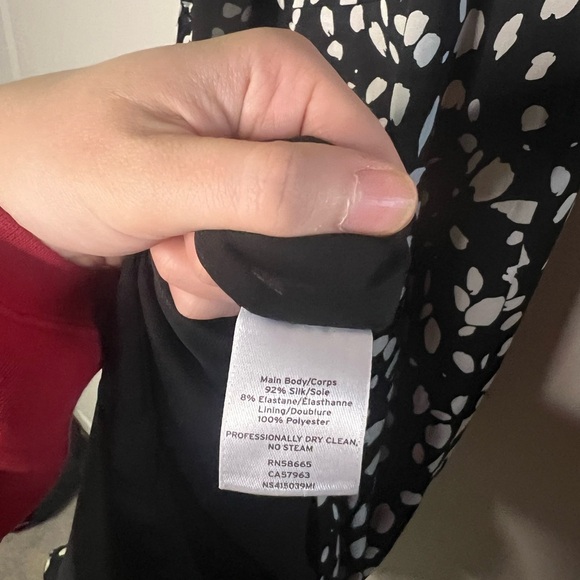 Main Body/Corps
92% Silk/Soie
8% Elastane/Élasthanne
Lining/Doublure
100% Polyester
PROFESSIONALLY DRY CLEAN,
NO STEAM
RN58665
CA57963
NS415039MI